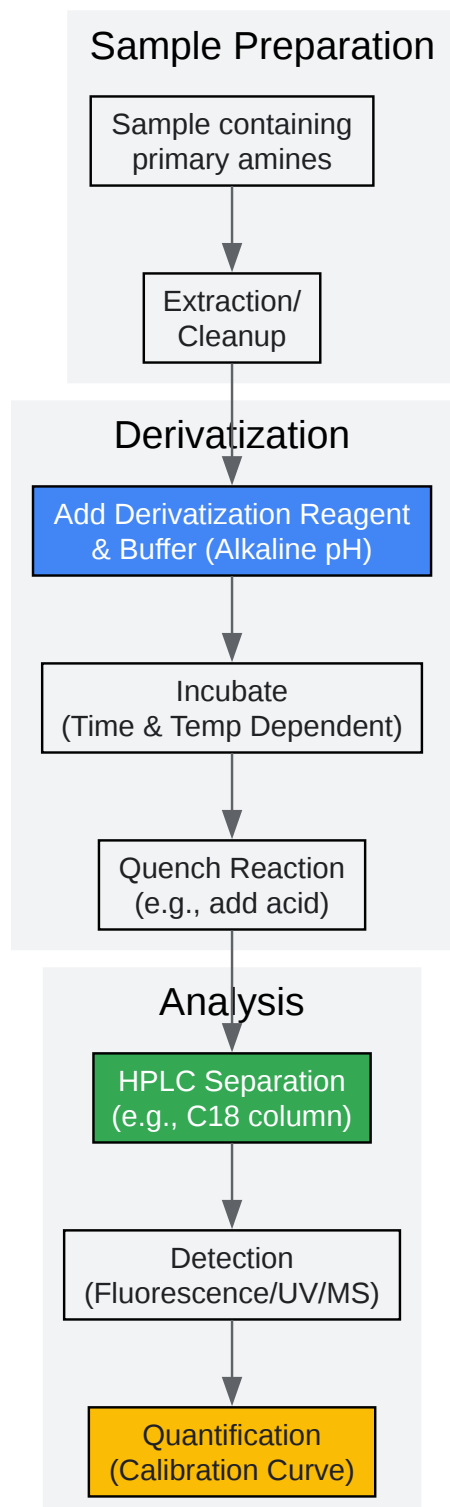 Sample Preparation
Sample containing
primary amines
Extraction/
Cleanup
Derivatization
Add Derivatization Reagent
& Buffer (Alkaline pH)
Incubate
(Time & Temp Dependent)
Quench Reaction
(e.g., add acid)
Analysis
HPLC Separation
(e.g., C18 column)
Detection
(Fluorescence/UV/MS)
Quantification
(Calibration Curve)